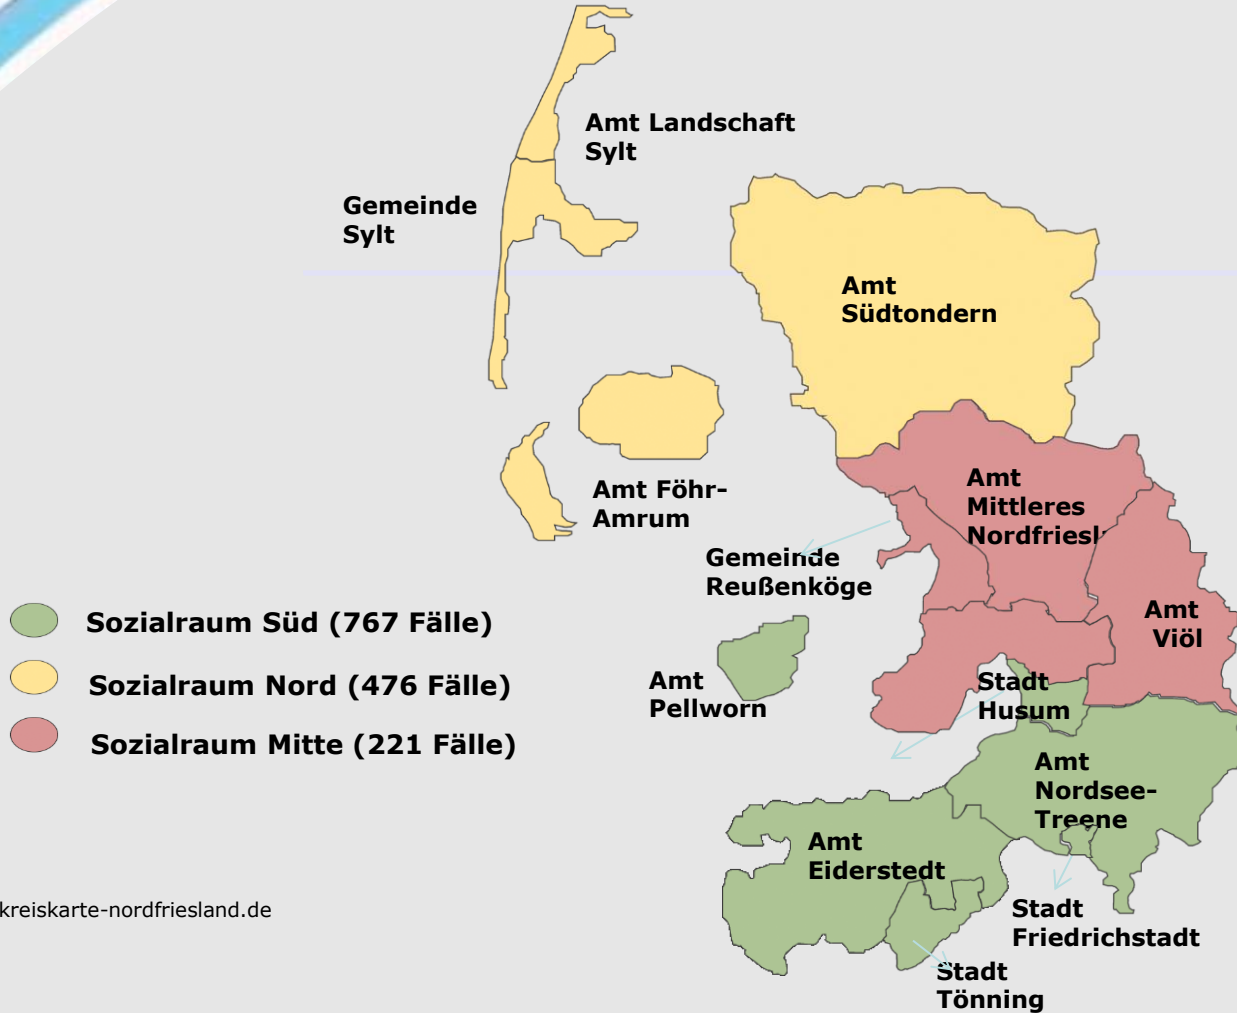 Amt Landschaft
Sylt
Gemeinde
Sylt
Amt
Südtondern
Amt Föhr-
Amrum
Amt
Mittleres
Nordfriesl
Gemeinde
Reußenköge
Amt
Viöl
Sozialraum Süd (767 Fälle)
Sozialraum Nord (476 Fälle)
Sozialraum Mitte (221 Fälle)
Amt
Pellworn
Stadt
Husum
Amt
Nordsee-
Treene
Amt
Eiderstedt
Stadt
Friedrichstadt
Stadt
Tönning
kreiskarte-nordfriesland.de